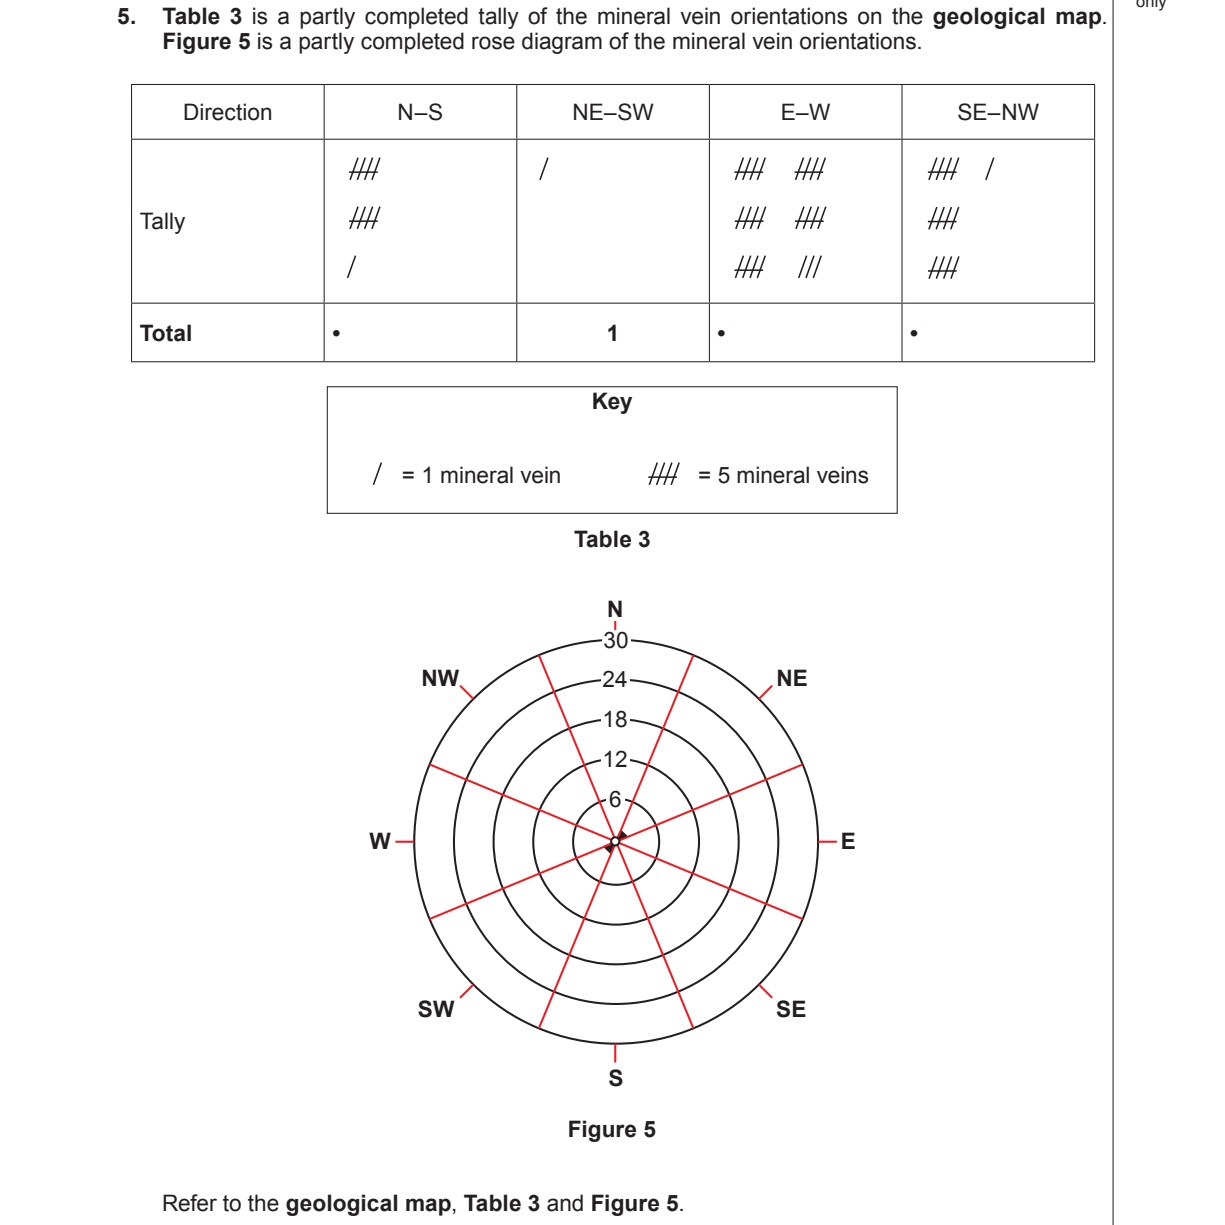 only
5. Table 3 is a partly completed tally of the mineral vein orientations on the geological map.
Figure 5 is a partly completed rose diagram of the mineral vein orientations.
Direction N–S NE–SW E–W SE–NW
Tally
Total • 1 • •
Key
/ = 1 mineral vein //// = 5 mineral veins
Table 3
N
30
NW NE
24
18
12
6
W E
SW SE
S
Figure 5
Refer to the geological map, Table 3 and Figure 5.